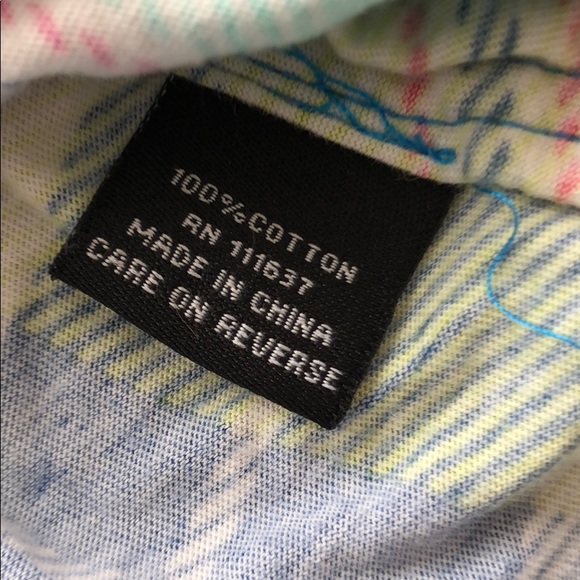 100%COTTON
RN 111637
MADE IN CHINA
CARE ON REVERSE